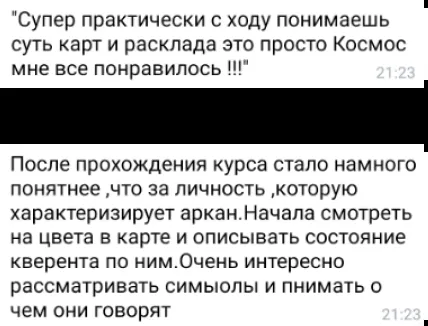 "Супер практически с ходу понимаешь
суть карт и расклада это просто Космос
мне все понравилось !!!"
21:23
После прохождения курса стало намного
понятнее ,что за личность ,которую
характеризирует аркан.Начала смотреть
на цвета в карте и описывать состояние
кверента по ним.Очень интересно
рассматривать симыолы и пнимать о
чем они говорят
21:23